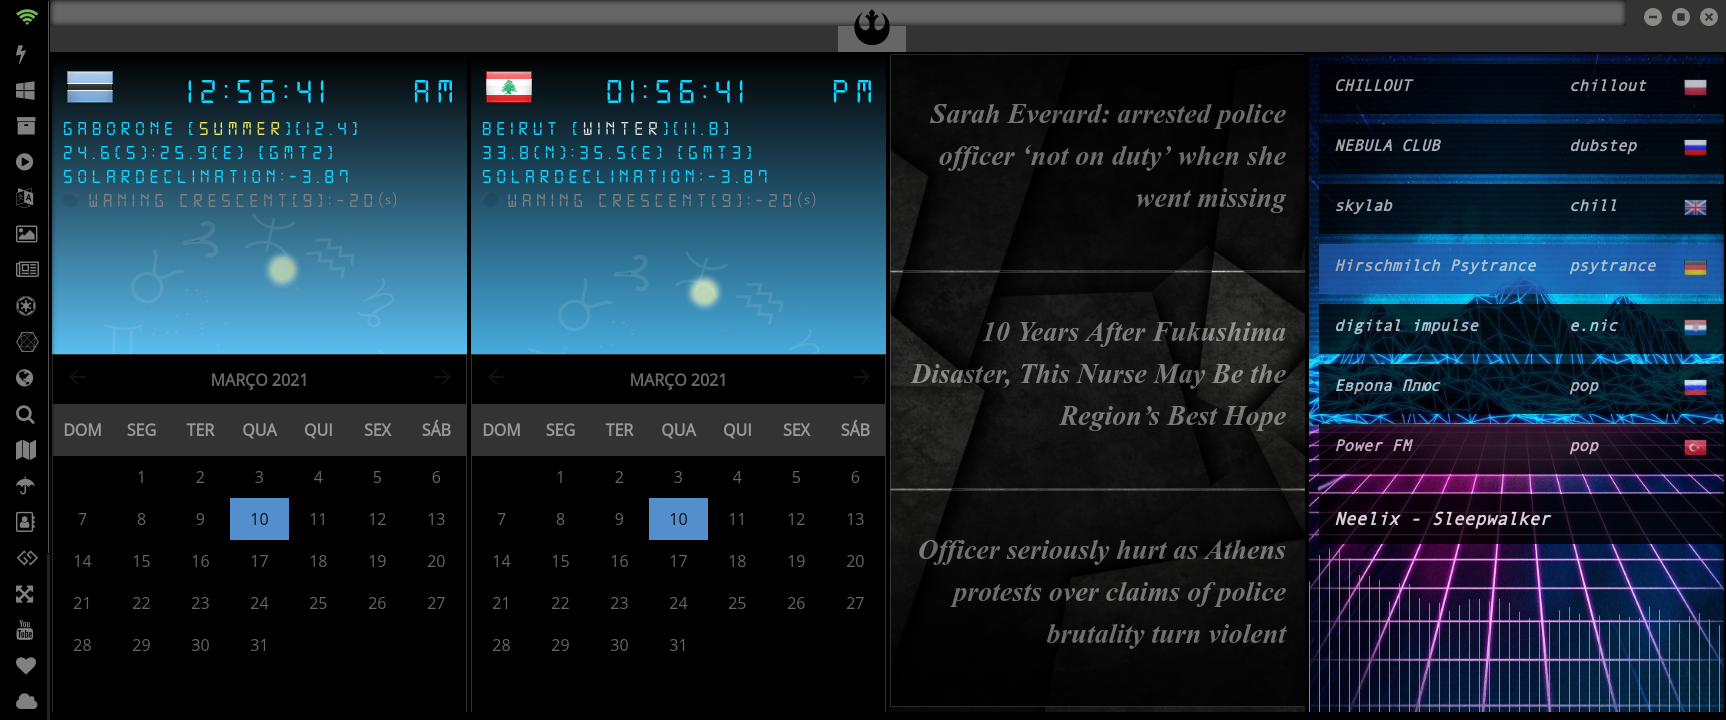 12:56:41 AM
GABORONE (SUMMER)(12.4)
24.6(S):25.9(E) (GMT2)
SOLARDECLINATION:-3.87
WANING CRESCENT(9):-20(s)
MARÇO 2021
DOM SEG TER QUA QUI SEX SÁB
1 2 3 4 5 6
7 8 9 10 11 12 13
14 15 16 17 18 19 20
21 22 23 24 25 26 27
28 29 30 31
01:56:41 PM
BEIRUT (WINTER)(11.8)
33.8(N):35.5(E) (GMT3)
SOLARDECLINATION:-3.87
WANING CRESCENT(9):-20(s)
MARÇO 2021
DOM SEG TER QUA QUI SEX SÁB
1 2 3 4 5 6
7 8 9 10 11 12 13
14 15 16 17 18 19 20
21 22 23 24 25 26 27
28 29 30 31
Sarah Everard: arrested police
officer ‘not on duty’ when she
went missing
10 Years After Fukushima
Disaster, This Nurse May Be the
Region’s Best Hope
Officer seriously hurt as Athens
protests over claims of police
brutality turn violent
CHILLOUT chillout
NEBULA CLUB dubstep
skylab chill
Hirschmilch Psytrance psytrance
digital impulse e.nic
Европа Плюс pop
Power FM pop
Neelix - Sleepwalker
You
Tube